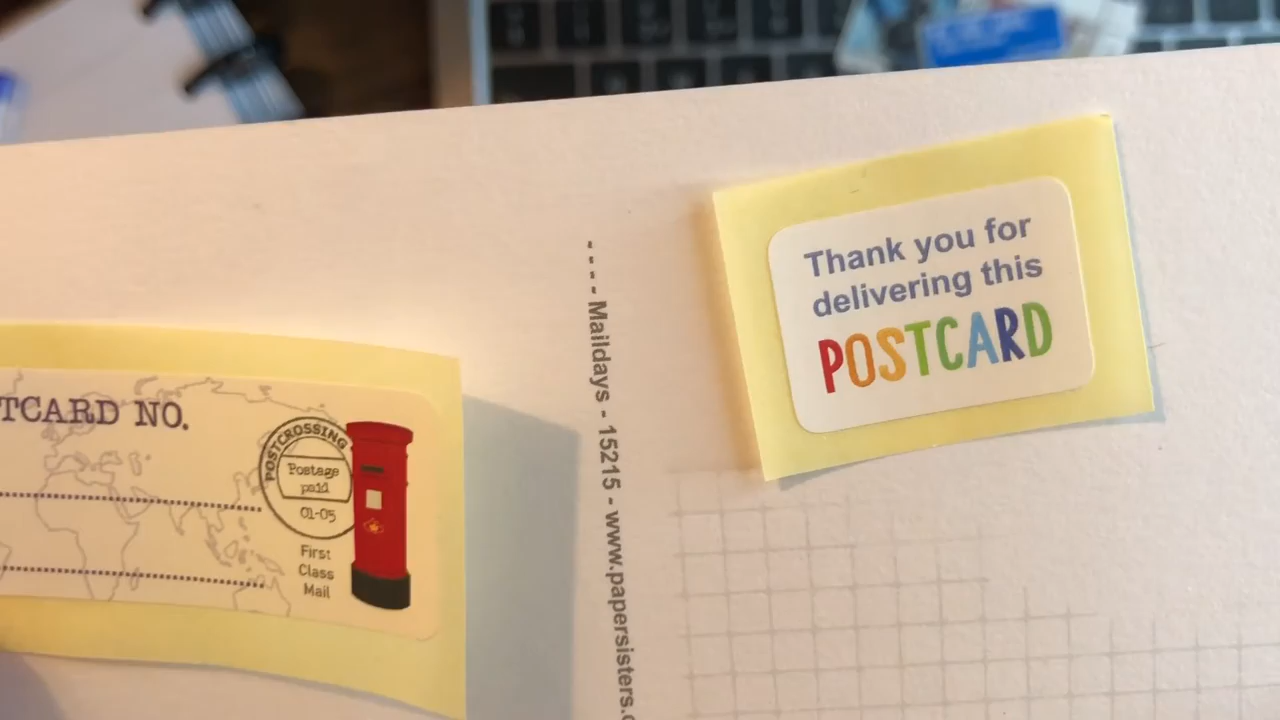 TCARD NO.
POSTCROSSING
Postage
paid
01-05
First
Class
Mail
- - - - Maildays - 15215 - www.papersisters.c
Thank you for
delivering this
POSTCARD